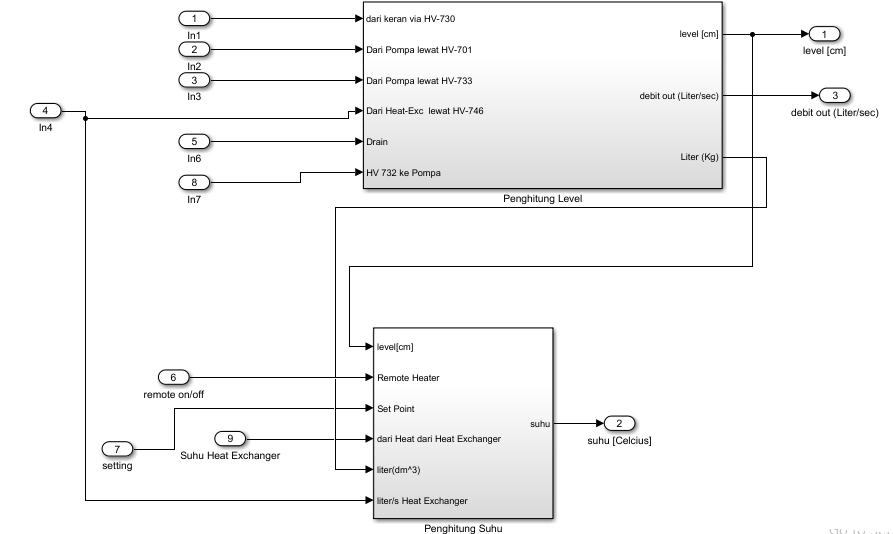 1
In1
2
In2
3
In3
4
In4
5
In6
8
In7
dari keran via HV-730
Dari Pompa lewat HV-701
Dari Pompa lewat HV-733
Dari Heat-Exc lewat HV-746
Drain
HV 732 ke Pompa
level [cm]
debit out (Liter/sec)
Liter (Kg)
Penghitung Level
1
level [cm]
3
debit out (Liter/sec)
6
remote on/off
7
setting
9
Suhu Heat Exchanger
level[cm]
Remote Heater
Set Point
dari Heat dari Heat Exchanger
liter(dm^3)
liter/s Heat Exchanger
suhu
Penghitung Suhu
2
suhu [Celcius]